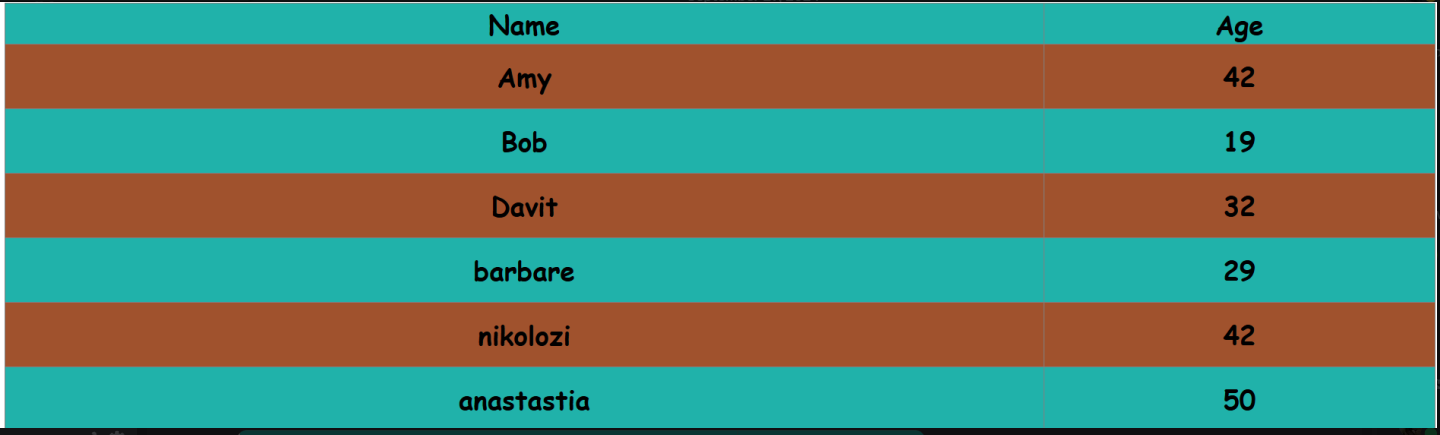 Name Age
Amy 42
Bob 19
Davit 32
barbare 29
nikolozi 42
anastastia 50